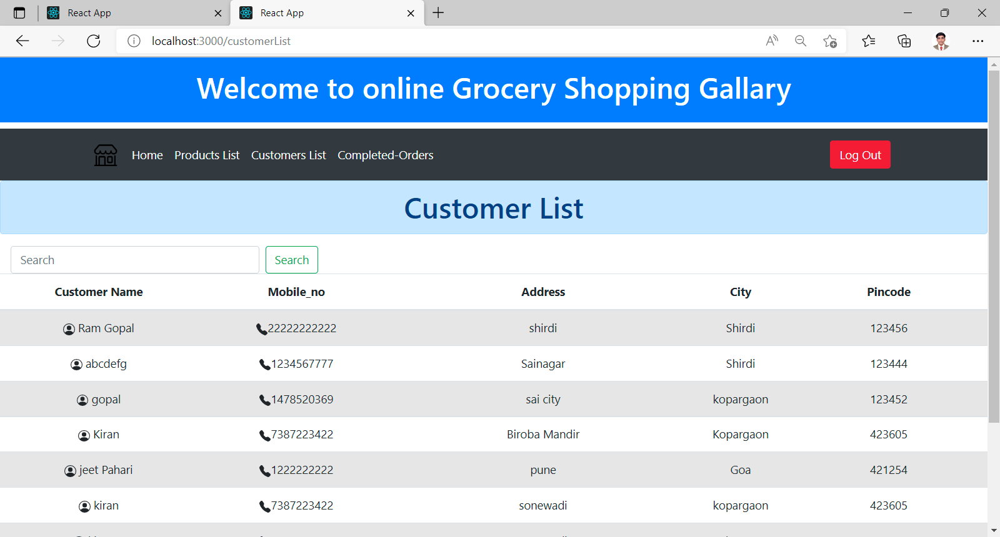 React App
React App
localhost:3000/customerList
Welcome to online Grocery Shopping Gallary
Home Products List Customers List Completed-Orders Log Out
Customer List
Search Search
Customer Name Mobile_no Address City Pincode
Ram Gopal 22222222222 shirdi Shirdi 123456
abcdefg 1234567777 Sainagar Shirdi 123444
gopal 1478520369 sai city kopargaon 123452
Kiran 7387223422 Biroba Mandir Kopargaon 423605
jeet Pahari 1222222222 pune Goa 421254
kiran 7387223422 sonewadi kopargaon 423605